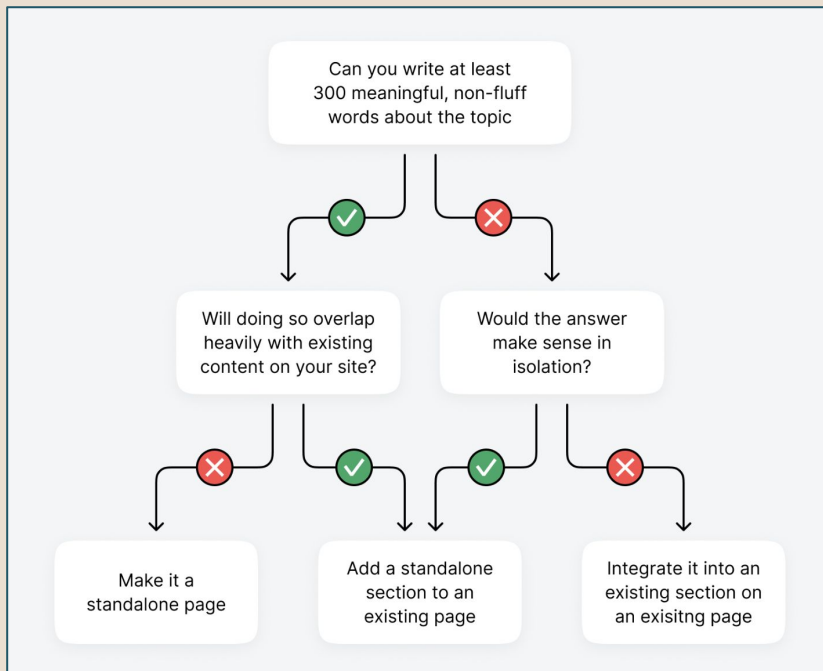 Can you write at least
300 meaningful, non-fluff
words about the topic
Will doing so overlap
heavily with existing
content on your site?
Would the answer
make sense in
isolation?
Make it a
standalone page
Add a standalone
section to an
existing page
Integrate it into an
existing section on
an exisitng page